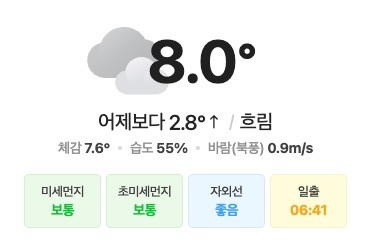 8.0°
어제보다 2.8°↑ / 흐림
체감 7.6° • 습도 55% • 바람(북풍) 0.9m/s
미세먼지 초미세먼지 자외선 일출
보통 보통 좋음 06:41